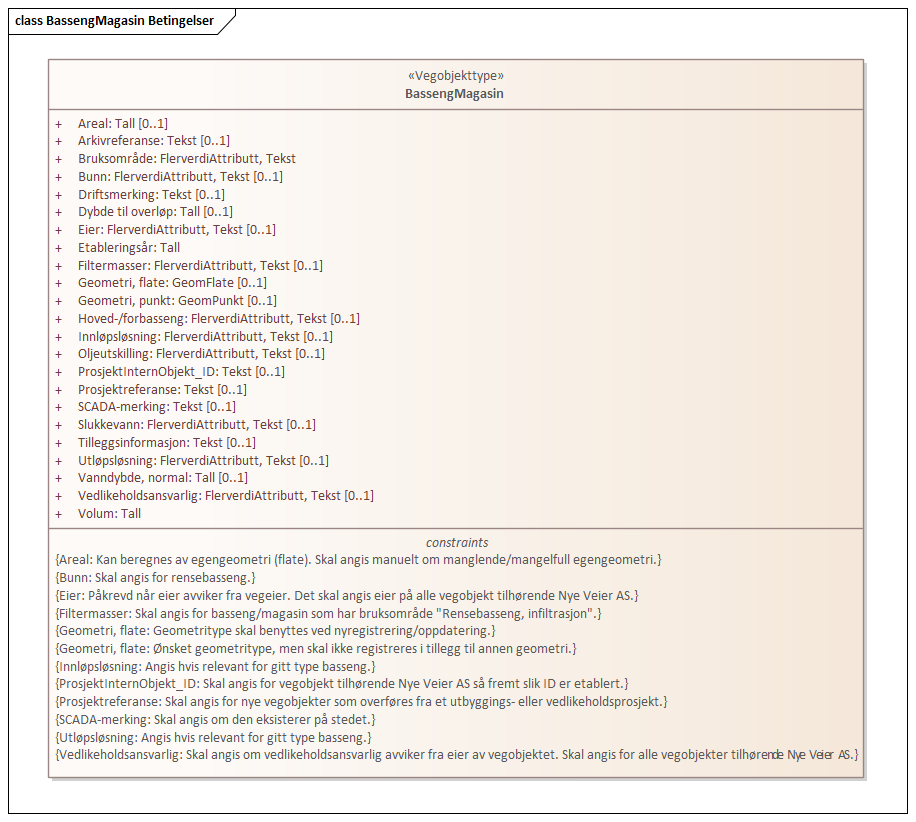 class BassengMagasin Betingelser
«Vegobjekttype»
BassengMagasin
+ Areal: Tall [0..1]
+ Arkivreferanse: Tekst [0..1]
+ Bruksområde: FlerverdiAttributt, Tekst
+ Bunn: FlerverdiAttributt, Tekst [0..1]
+ Driftsmerking: Tekst [0..1]
+ Dybde til overløp: Tall [0..1]
+ Eier: FlerverdiAttributt, Tekst [0..1]
+ Etableringsår: Tall
+ Filtermasser: FlerverdiAttributt, Tekst [0..1]
+ Geometri, flate: GeomFlate [0..1]
+ Geometri, punkt: GeomPunkt [0..1]
+ Hoved-/forbasseng: FlerverdiAttributt, Tekst [0..1]
+ Innløpsløsning: FlerverdiAttributt, Tekst [0..1]
+ Oljeutskilling: FlerverdiAttributt, Tekst [0..1]
+ ProsjektInternObjekt_ID: Tekst [0..1]
+ Prosjektreferanse: Tekst [0..1]
+ SCADA-merking: Tekst [0..1]
+ Slukkevann: FlerverdiAttributt, Tekst [0..1]
+ Tilleggsinformasjon: Tekst [0..1]
+ Utløpsløsning: FlerverdiAttributt, Tekst [0..1]
+ Vanndybde, normal: Tall [0..1]
+ Vedlikeholdsansvarlig: FlerverdiAttributt, Tekst [0..1]
+ Volum: Tall
constraints
{Areal: Kan beregnes av egengeometri (flate). Skal angis manuelt om manglende/mangelfull egengeometri.}
{Bunn: Skal angis for rensebasseng.}
{Eier: Påkrevd når eier avviker fra vegeier. Det skal angis eier på alle vegobjekt tilhørende Nye Veier AS.}
{Filtermasser: Skal angis for basseng/magasin som har bruksområde "Rensebasseng, infiltrasjon".}
{Geometri, flate: Geometritype skal benyttes ved nyregistrering/oppdatering.}
{Geometri, flate: Ønsket geometritype, men skal ikke registreres i tillegg til annen geometri.}
{Innløpsløsning: Angis hvis relevant for gitt type basseng.}
{ProsjektInternObjekt_ID: Skal angis for vegobjekt tilhørende Nye Veier AS så fremt slik ID er etablert.}
{Prosjektreferanse: Skal angis for nye vegobjekter som overføres fra et utbyggings- eller vedlikeholdsprosjekt.}
{SCADA-merking: Skal angis om den eksisterer på stedet.}
{Utløpsløsning: Angis hvis relevant for gitt type basseng.}
{Vedlikeholdsansvarlig: Skal angis om vedlikeholdsansvarlig avviker fra eier av vegobjektet. Skal angis for alle vegobjekter tilhørende Nye Veier AS.}